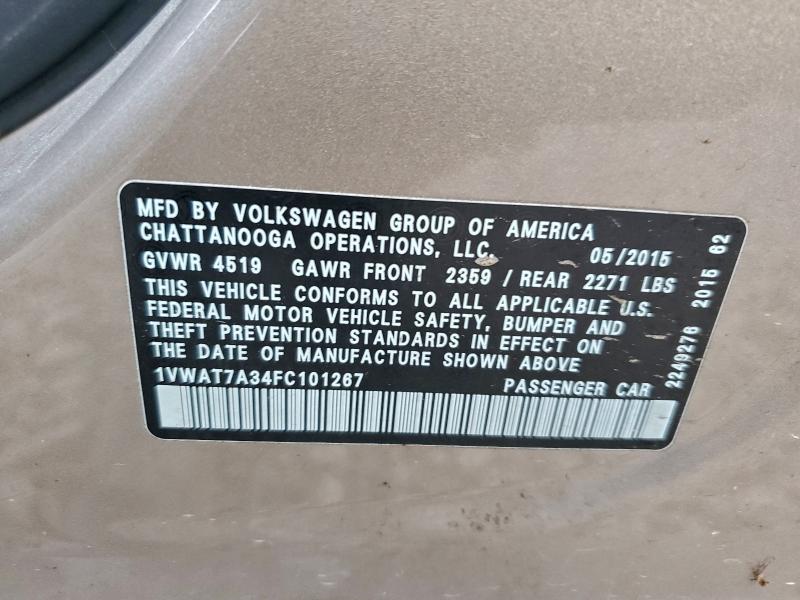 MFD BY VOLKSWAGEN GROUP OF AMERICA
CHATTANOOGA OPERATIONS, LLC. 05/2015
GVWR 4519 GAWR FRONT 2359 / REAR 2271 LBS
THIS VEHICLE CONFORMS TO ALL APPLICABLE U.S.
FEDERAL MOTOR VEHICLE SAFETY, BUMPER AND
THEFT PREVENTION STANDARDS IN EFFECT ON
THE DATE OF MANUFACTURE SHOWN ABOVE
1VWAT7A34FC101267 PASSENGER CAR
2249278 2015 62